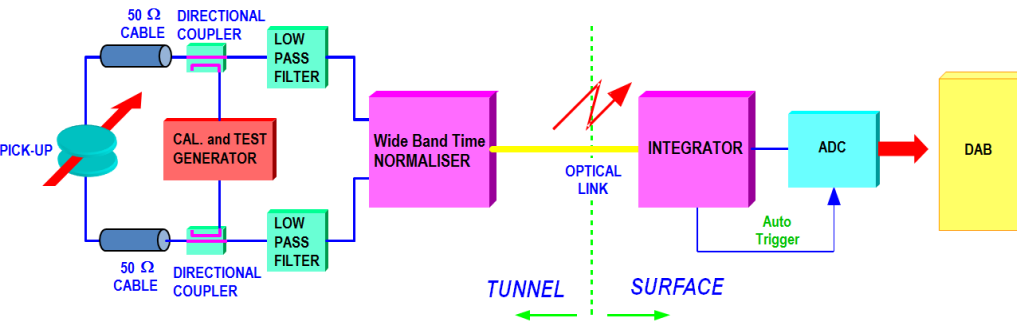 50 Ω
CABLE
DIRECTIONAL
COUPLER
LOW
PASS
FILTER
PICK-UP
CAL. and TEST
GENERATOR
Wide Band Time
NORMALISER
OPTICAL
LINK
INTEGRATOR
ADC
DAB
Auto
Trigger
50 Ω
CABLE
DIRECTIONAL
COUPLER
LOW
PASS
FILTER
TUNNEL
SURFACE